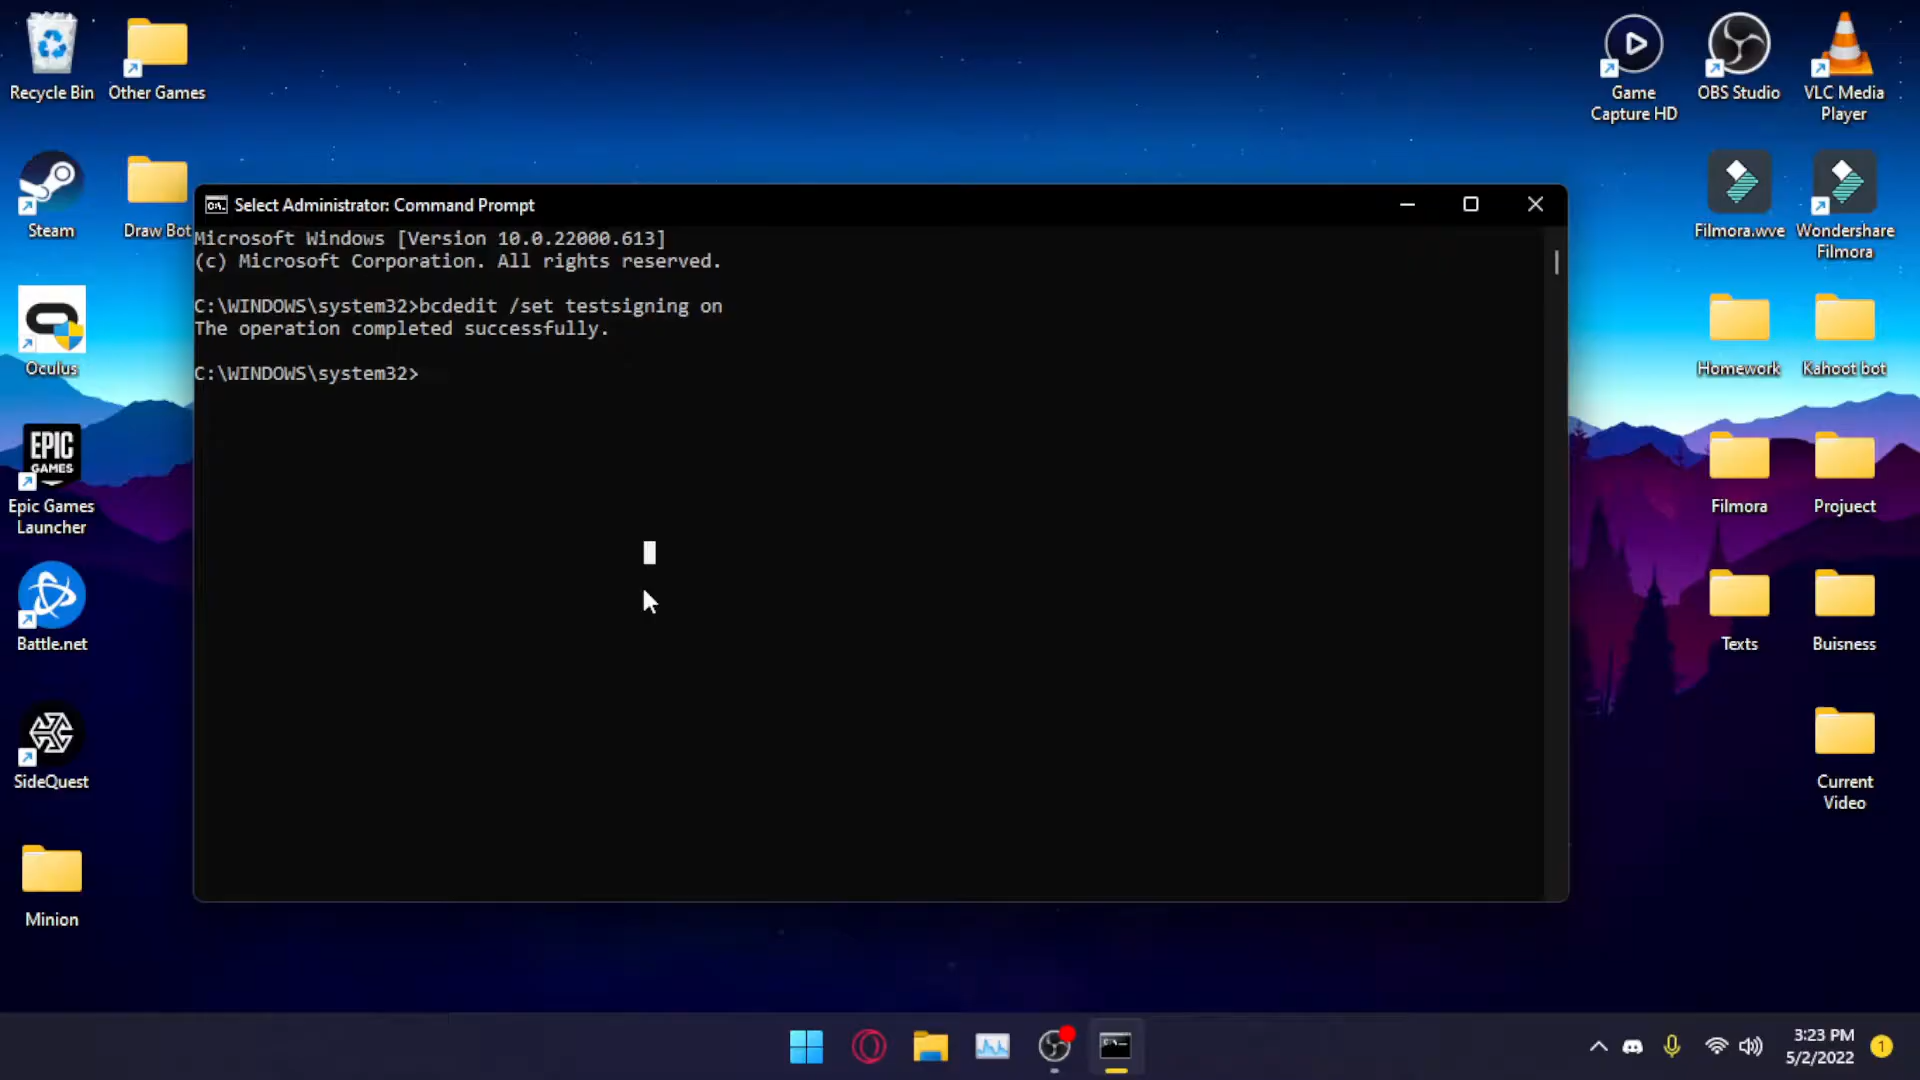 Recycle Bin
Other Games
Game
Capture HD
OBS Studio
VLC Media
Player
Steam
Draw Bot
Filmora.wve
Wondershare
Filmora
Select Administrator: Command Prompt
Microsoft Windows [Version 10.0.22000.613]
(c) Microsoft Corporation. All rights reserved.
C:\WINDOWS\system32>bcdedit /set testsigning on
The operation completed successfully.
C:\WINDOWS\system32>
Oculus
Homework
Kahoot bot
EPIC
GAMES
Epic Games
Launcher
Filmora
Projuect
Battle.net
Texts
Buisness
SideQuest
Current
Video
Minion
3:23 PM
5/2/2022
1